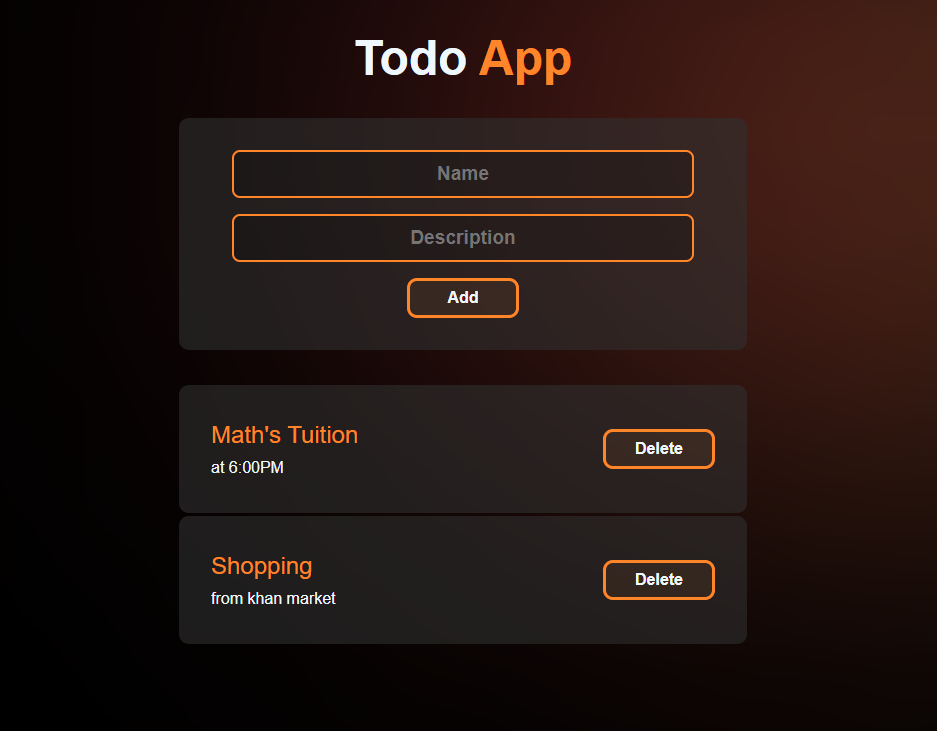 Todo App
Name
Description
Add
Math's Tuition
at 6:00PM
Delete
Shopping
from khan market
Delete